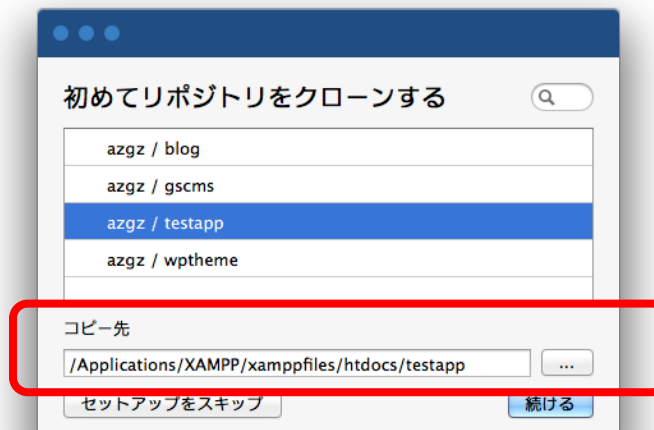 初めてリポジトリをクローンする
azgz / blog
azgz / gscms
azgz / testapp
azgz / wptheme
コピー先
/Applications/XAMPP/xamppfiles/htdocs/testapp
...
セットアップをスキップ
続ける